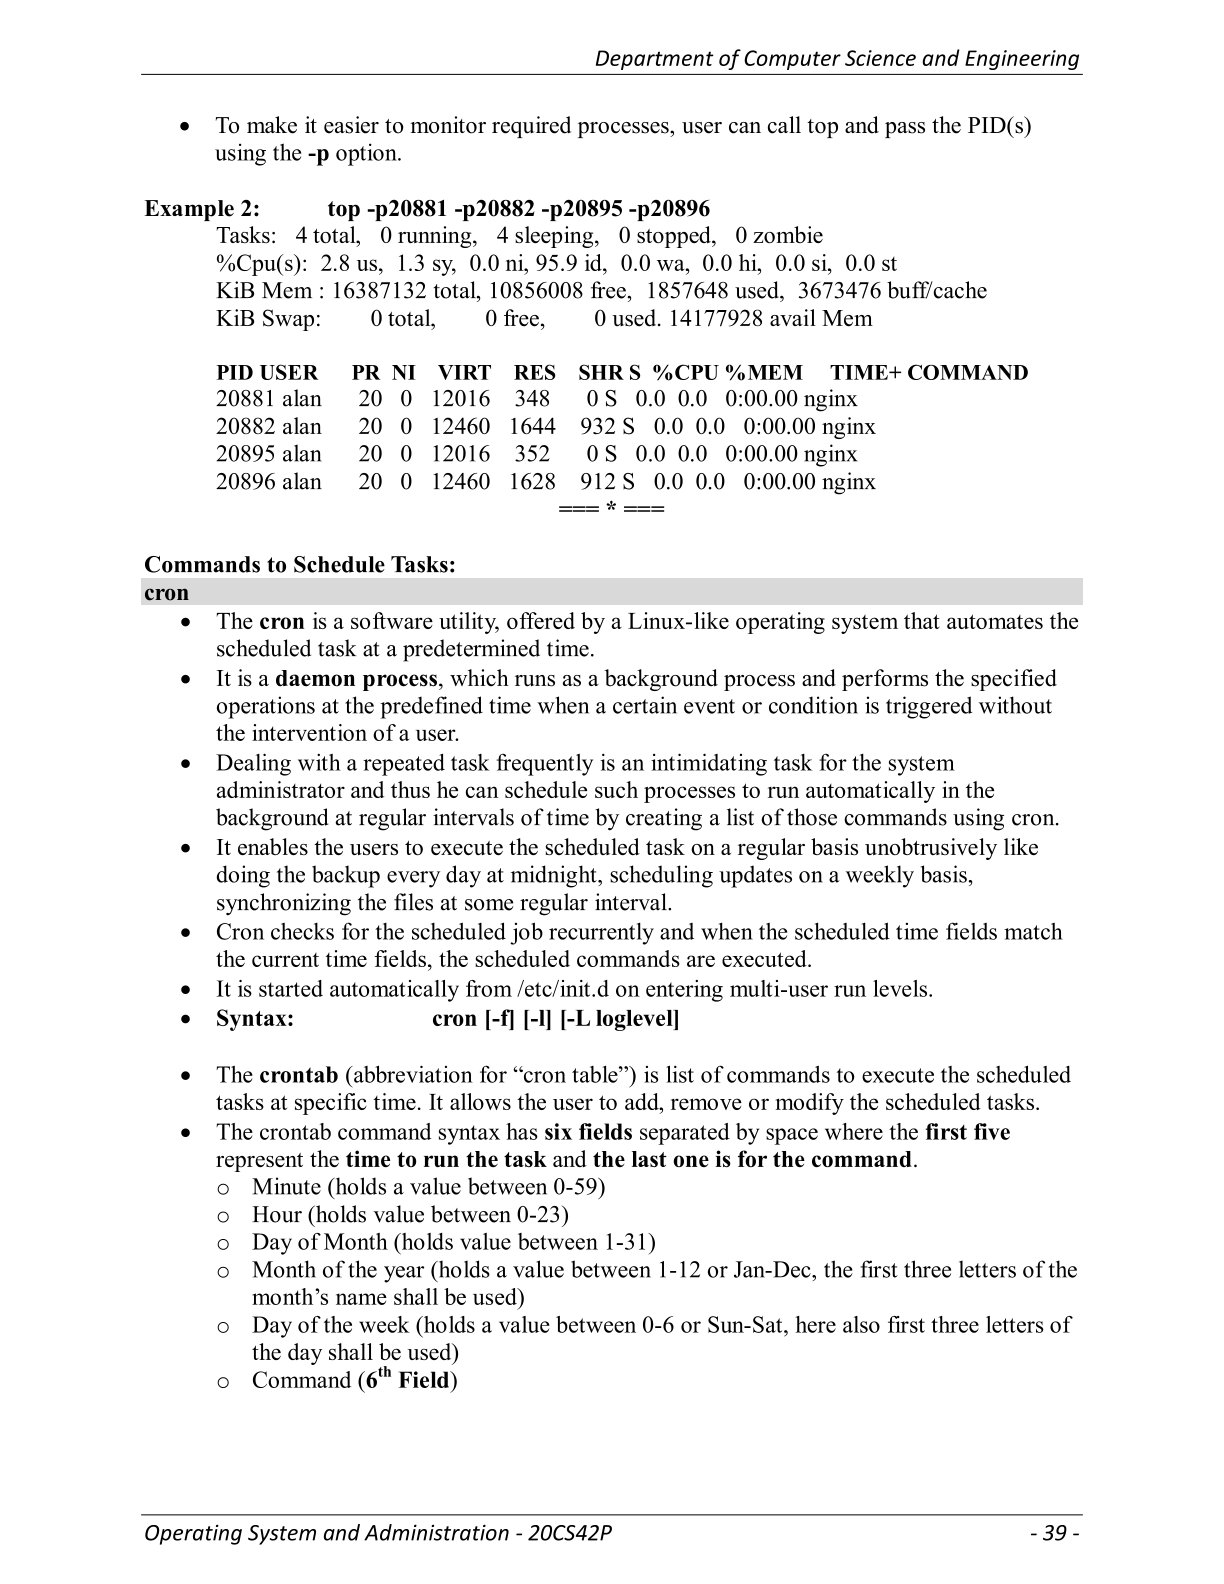 Department of Computer Science and Engineering
• To make it easier to monitor required processes, user can call top and pass the PID(s)
using the -p option.
Example 2: top -p20881 -p20882 -p20895 -p20896
Tasks: 4 total, 0 running, 4 sleeping, 0 stopped, 0 zombie
%Cpu(s): 2.8 us, 1.3 sy, 0.0 ni, 95.9 id, 0.0 wa, 0.0 hi, 0.0 si, 0.0 st
KiB Mem : 16387132 total, 10856008 free, 1857648 used, 3673476 buff/cache
KiB Swap: 0 total, 0 free, 0 used. 14177928 avail Mem
PID USER PR NI VIRT RES SHR S %CPU %MEM TIME+ COMMAND
20881 alan 20 0 12016 348 0 S 0.0 0.0 0:00.00 nginx
20882 alan 20 0 12460 1644 932 S 0.0 0.0 0:00.00 nginx
20895 alan 20 0 12016 352 0 S 0.0 0.0 0:00.00 nginx
20896 alan 20 0 12460 1628 912 S 0.0 0.0 0:00.00 nginx
=== * ===
Commands to Schedule Tasks:
cron
• The cron is a software utility, offered by a Linux-like operating system that automates the
scheduled task at a predetermined time.
• It is a daemon process, which runs as a background process and performs the specified
operations at the predefined time when a certain event or condition is triggered without
the intervention of a user.
• Dealing with a repeated task frequently is an intimidating task for the system
administrator and thus he can schedule such processes to run automatically in the
background at regular intervals of time by creating a list of those commands using cron.
• It enables the users to execute the scheduled task on a regular basis unobtrusively like
doing the backup every day at midnight, scheduling updates on a weekly basis,
synchronizing the files at some regular interval.
• Cron checks for the scheduled job recurrently and when the scheduled time fields match
the current time fields, the scheduled commands are executed.
• It is started automatically from /etc/init.d on entering multi-user run levels.
• Syntax: cron [-f] [-l] [-L loglevel]
• The crontab (abbreviation for “cron table”) is list of commands to execute the scheduled
tasks at specific time. It allows the user to add, remove or modify the scheduled tasks.
• The crontab command syntax has six fields separated by space where the first five
represent the time to run the task and the last one is for the command.
o Minute (holds a value between 0-59)
o Hour (holds value between 0-23)
o Day of Month (holds value between 1-31)
o Month of the year (holds a value between 1-12 or Jan-Dec, the first three letters of the
month’s name shall be used)
o Day of the week (holds a value between 0-6 or Sun-Sat, here also first three letters of
the day shall be used)
o Command (6th Field)
Operating System and Administration - 20CS42P - 39 -